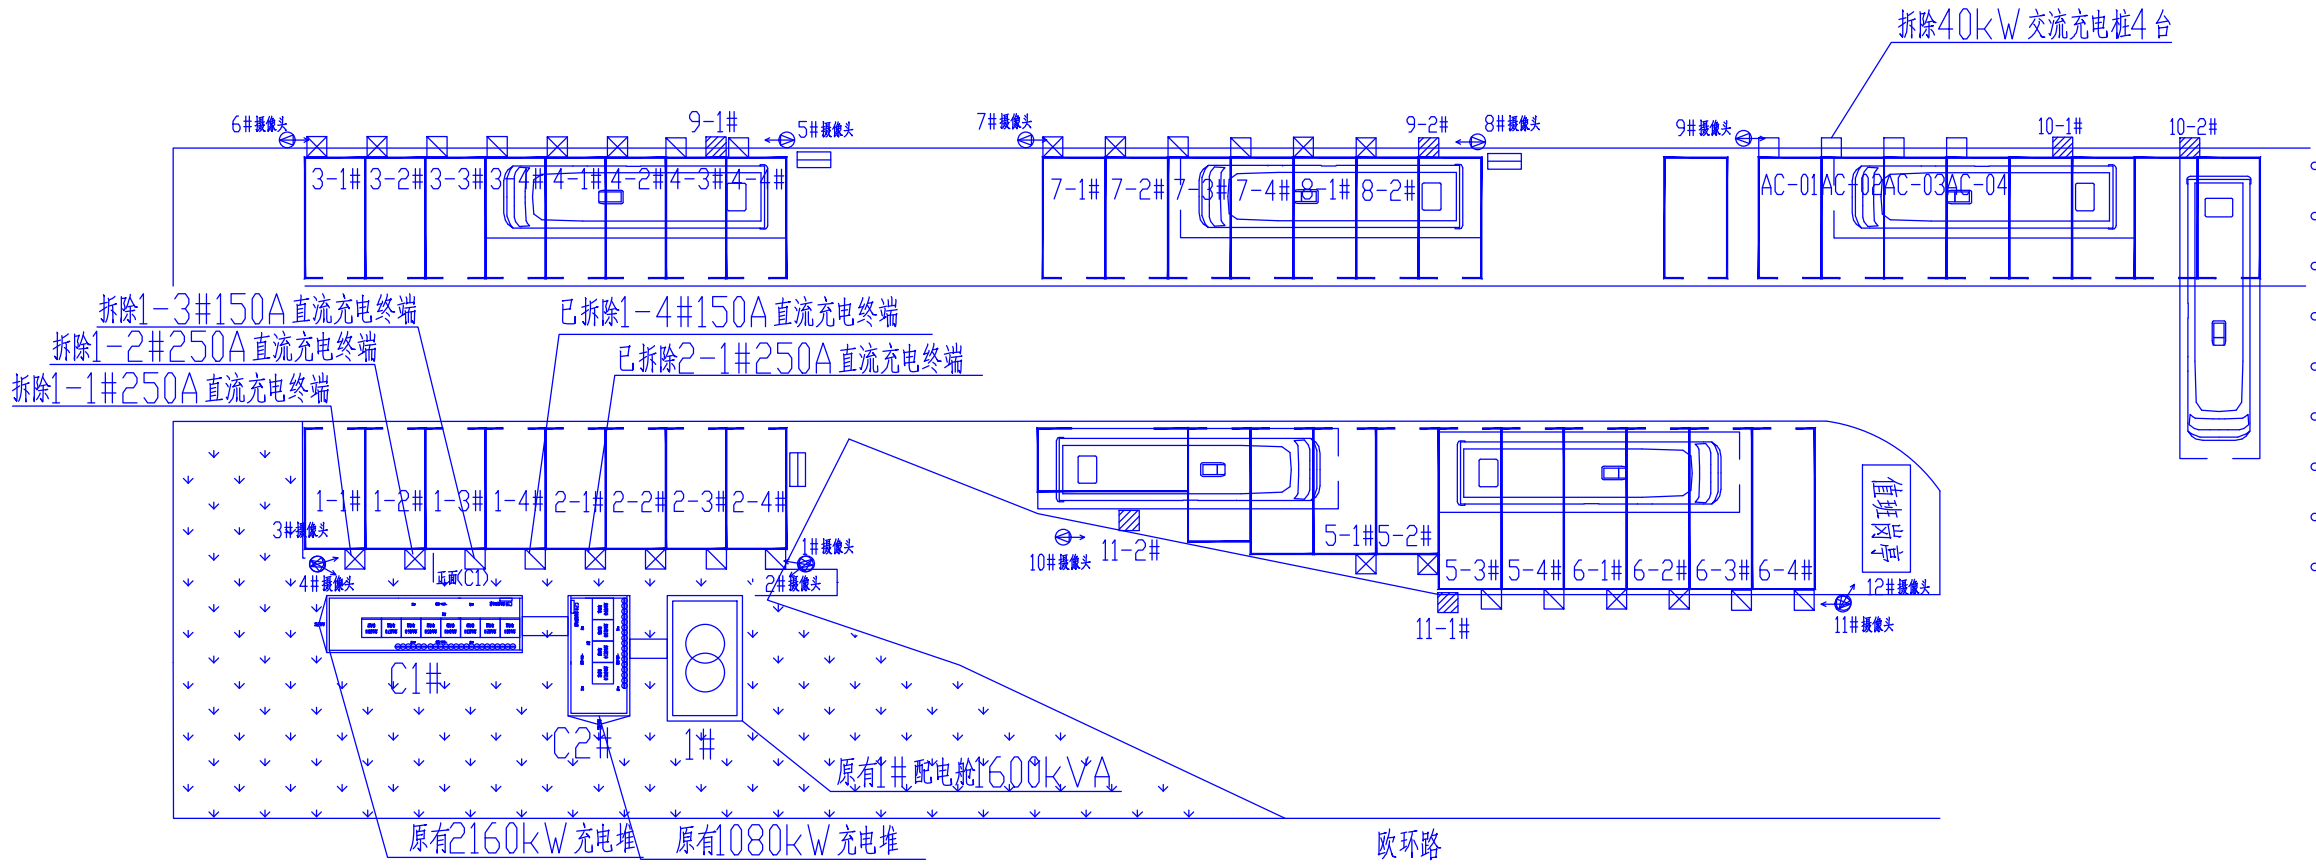 拆除40kW交流充电桩4台
6#摄像头
9-1#
5#摄像头
7#摄像头
9-2#
8#摄像头
9#摄像头
10-1#
10-2#
3-1# 3-2# 3-3# 3-4# 4-1# 4-2# 4-3# 4-4#
7-1# 7-2# 7-3# 7-4# 8-1# 8-2#
AC-01 AC-02 AC-03 AC-04
拆除1-3#150A直流充电终端
已拆除1-4#150A直流充电终端
拆除1-2#250A直流充电终端
已拆除2-1#250A直流充电终端
拆除1-1#250A直流充电终端
1-1# 1-2# 1-3# 1-4# 2-1# 2-2# 2-3# 2-4#
3#摄像头
4#摄像头
正面(C1)
1#摄像头
2#摄像头
10#摄像头
11-2#
5-1# 5-2#
5-3# 5-4# 6-1# 6-2# 6-3# 6-4#
值班岗亭
12#摄像头
11#摄像头
11-1#
C1#
C2#
1#
原有1#配电舱1600kVA
原有2160kW充电堆
原有1080kW充电堆
欧环路